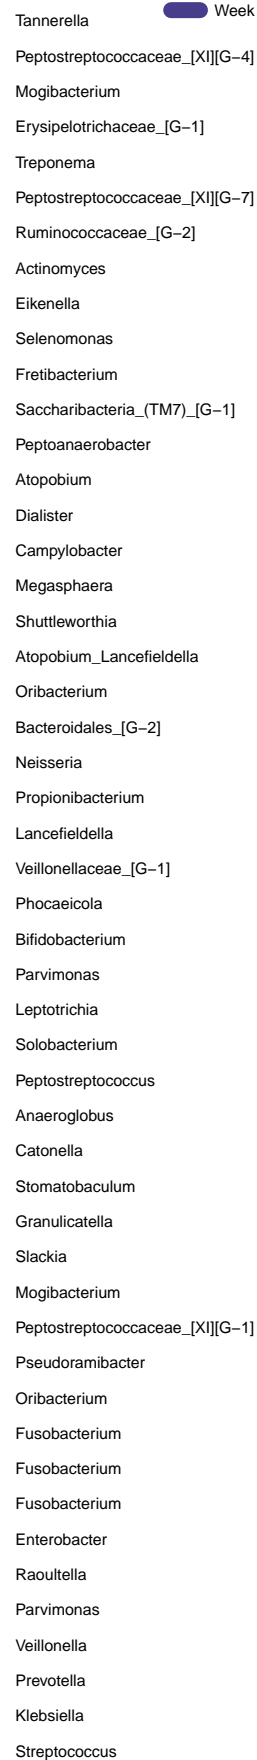 Week
Tannerella
Peptostreptococcaceae_[XI][G−4]
Mogibacterium
Erysipelotrichaceae_[G−1]
Treponema
Peptostreptococcaceae_[XI][G−7]
Ruminococcaceae_[G−2]
Actinomyces
Eikenella
Selenomonas
Fretibacterium
Saccharibacteria_(TM7)_[G−1]
Peptoanaerobacter
Atopobium
Dialister
Campylobacter
Megasphaera
Shuttleworthia
Atopobium_Lancefieldella
Oribacterium
Bacteroidales_[G−2]
Neisseria
Propionibacterium
Lancefieldella
Veillonellaceae_[G−1]
Phocaeicola
Bifidobacterium
Parvimonas
Leptotrichia
Solobacterium
Peptostreptococcus
Anaeroglobus
Catonella
Stomatobaculum
Granulicatella
Slackia
Mogibacterium
Peptostreptococcaceae_[XI][G−1]
Pseudoramibacter
Oribacterium
Fusobacterium
Fusobacterium
Fusobacterium
Enterobacter
Raoultella
Parvimonas
Veillonella
Prevotella
Klebsiella
Streptococcus